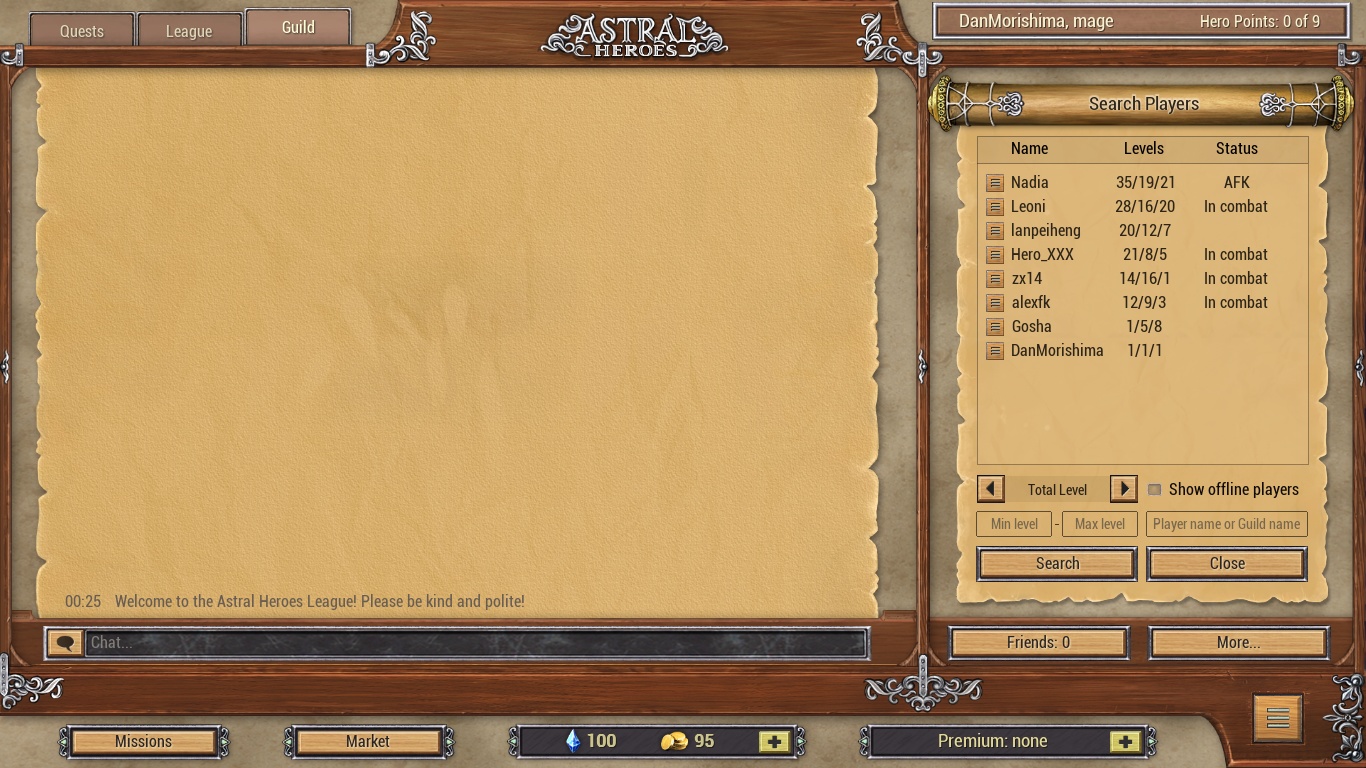 Quests League Guild
ASTRAL
HEROES
DanMorishima, mage Hero Points: 0 of 9
Search Players
Name Levels Status
Nadia 35/19/21 AFK
Leoni 28/16/20 In combat
lanpeiheng 20/12/7
Hero_XXX 21/8/5 In combat
zx14 14/16/1 In combat
alexfk 12/9/3 In combat
Gosha 1/5/8
DanMorishima 1/1/1
Total Level Show offline players
Min level - Max level Player name or Guild name
Search Close
00:25 Welcome to the Astral Heroes League! Please be kind and polite!
Chat...
Friends: 0 More...
Missions Market 100 95 Premium: none